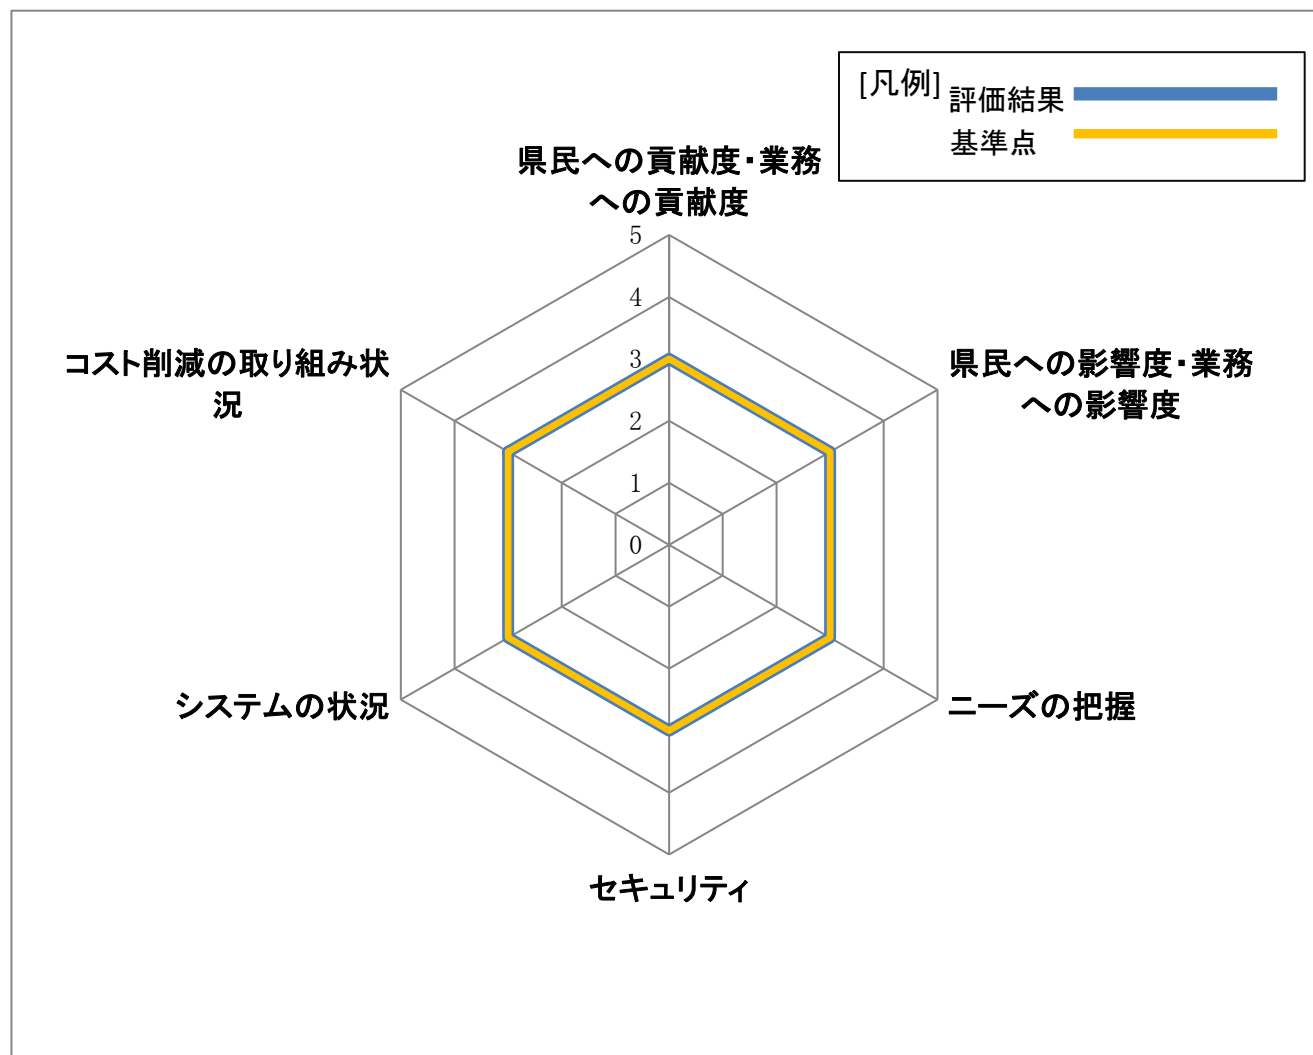 [凡例] 評価結果
基準点
県民への貢献度・業務
への貢献度
5
4
3
2
1
0
コスト削減の取り組み状
況
県民への影響度・業務
への影響度
システムの状況
ニーズの把握
セキュリティ